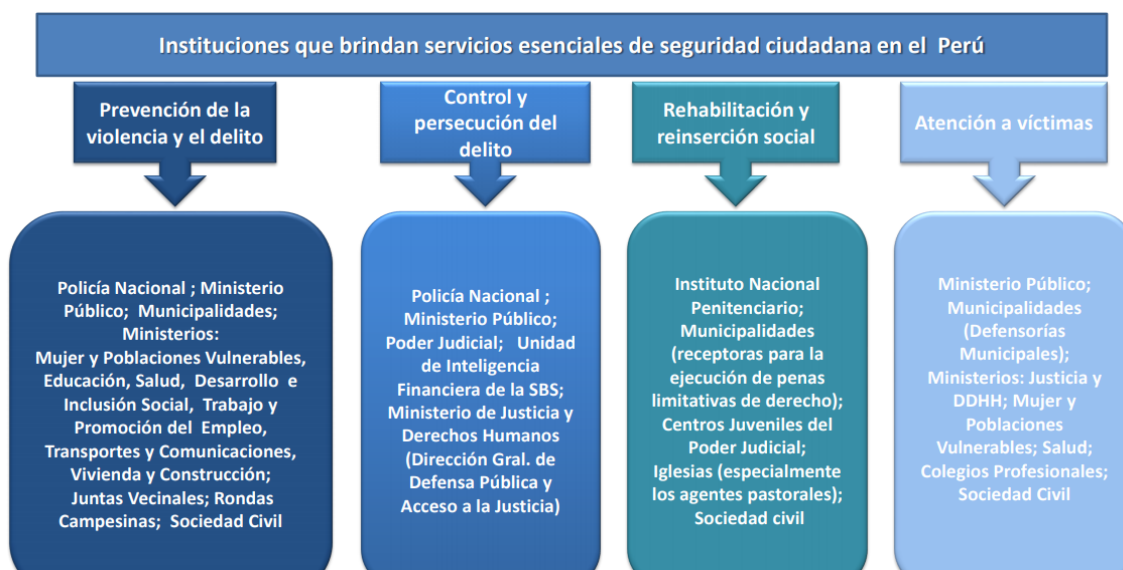 Instituciones que brindan servicios esenciales de seguridad ciudadana en el Perú
Prevención de la
violencia y el delito
Control y
persecución del
delito
Rehabilitación y
reinserción social
Atención a víctimas
Policía Nacional ; Ministerio
Público; Municipalidades;
Ministerios:
Mujer y Poblaciones Vulnerables,
Educación, Salud, Desarrollo e
Inclusión Social, Trabajo y
Promoción del Empleo,
Transportes y Comunicaciones,
Vivienda y Construcción;
Juntas Vecinales; Rondas
Campesinas; Sociedad Civil
Policía Nacional ;
Ministerio Público;
Poder Judicial; Unidad
de Inteligencia
Financiera de la SBS;
Ministerio de Justicia y
Derechos Humanos
(Dirección Gral. de
Defensa Pública y
Acceso a la Justicia)
Instituto Nacional
Penitenciario;
Municipalidades
(receptoras para la
ejecución de penas
limitativas de derecho);
Centros Juveniles del
Poder Judicial;
Iglesias (especialmente
los agentes pastorales);
Sociedad civil
Ministerio Público;
Municipalidades
(Defensorías
Municipales);
Ministerios: Justicia y
DDHH; Mujer y
Poblaciones
Vulnerables; Salud;
Colegios Profesionales;
Sociedad Civil